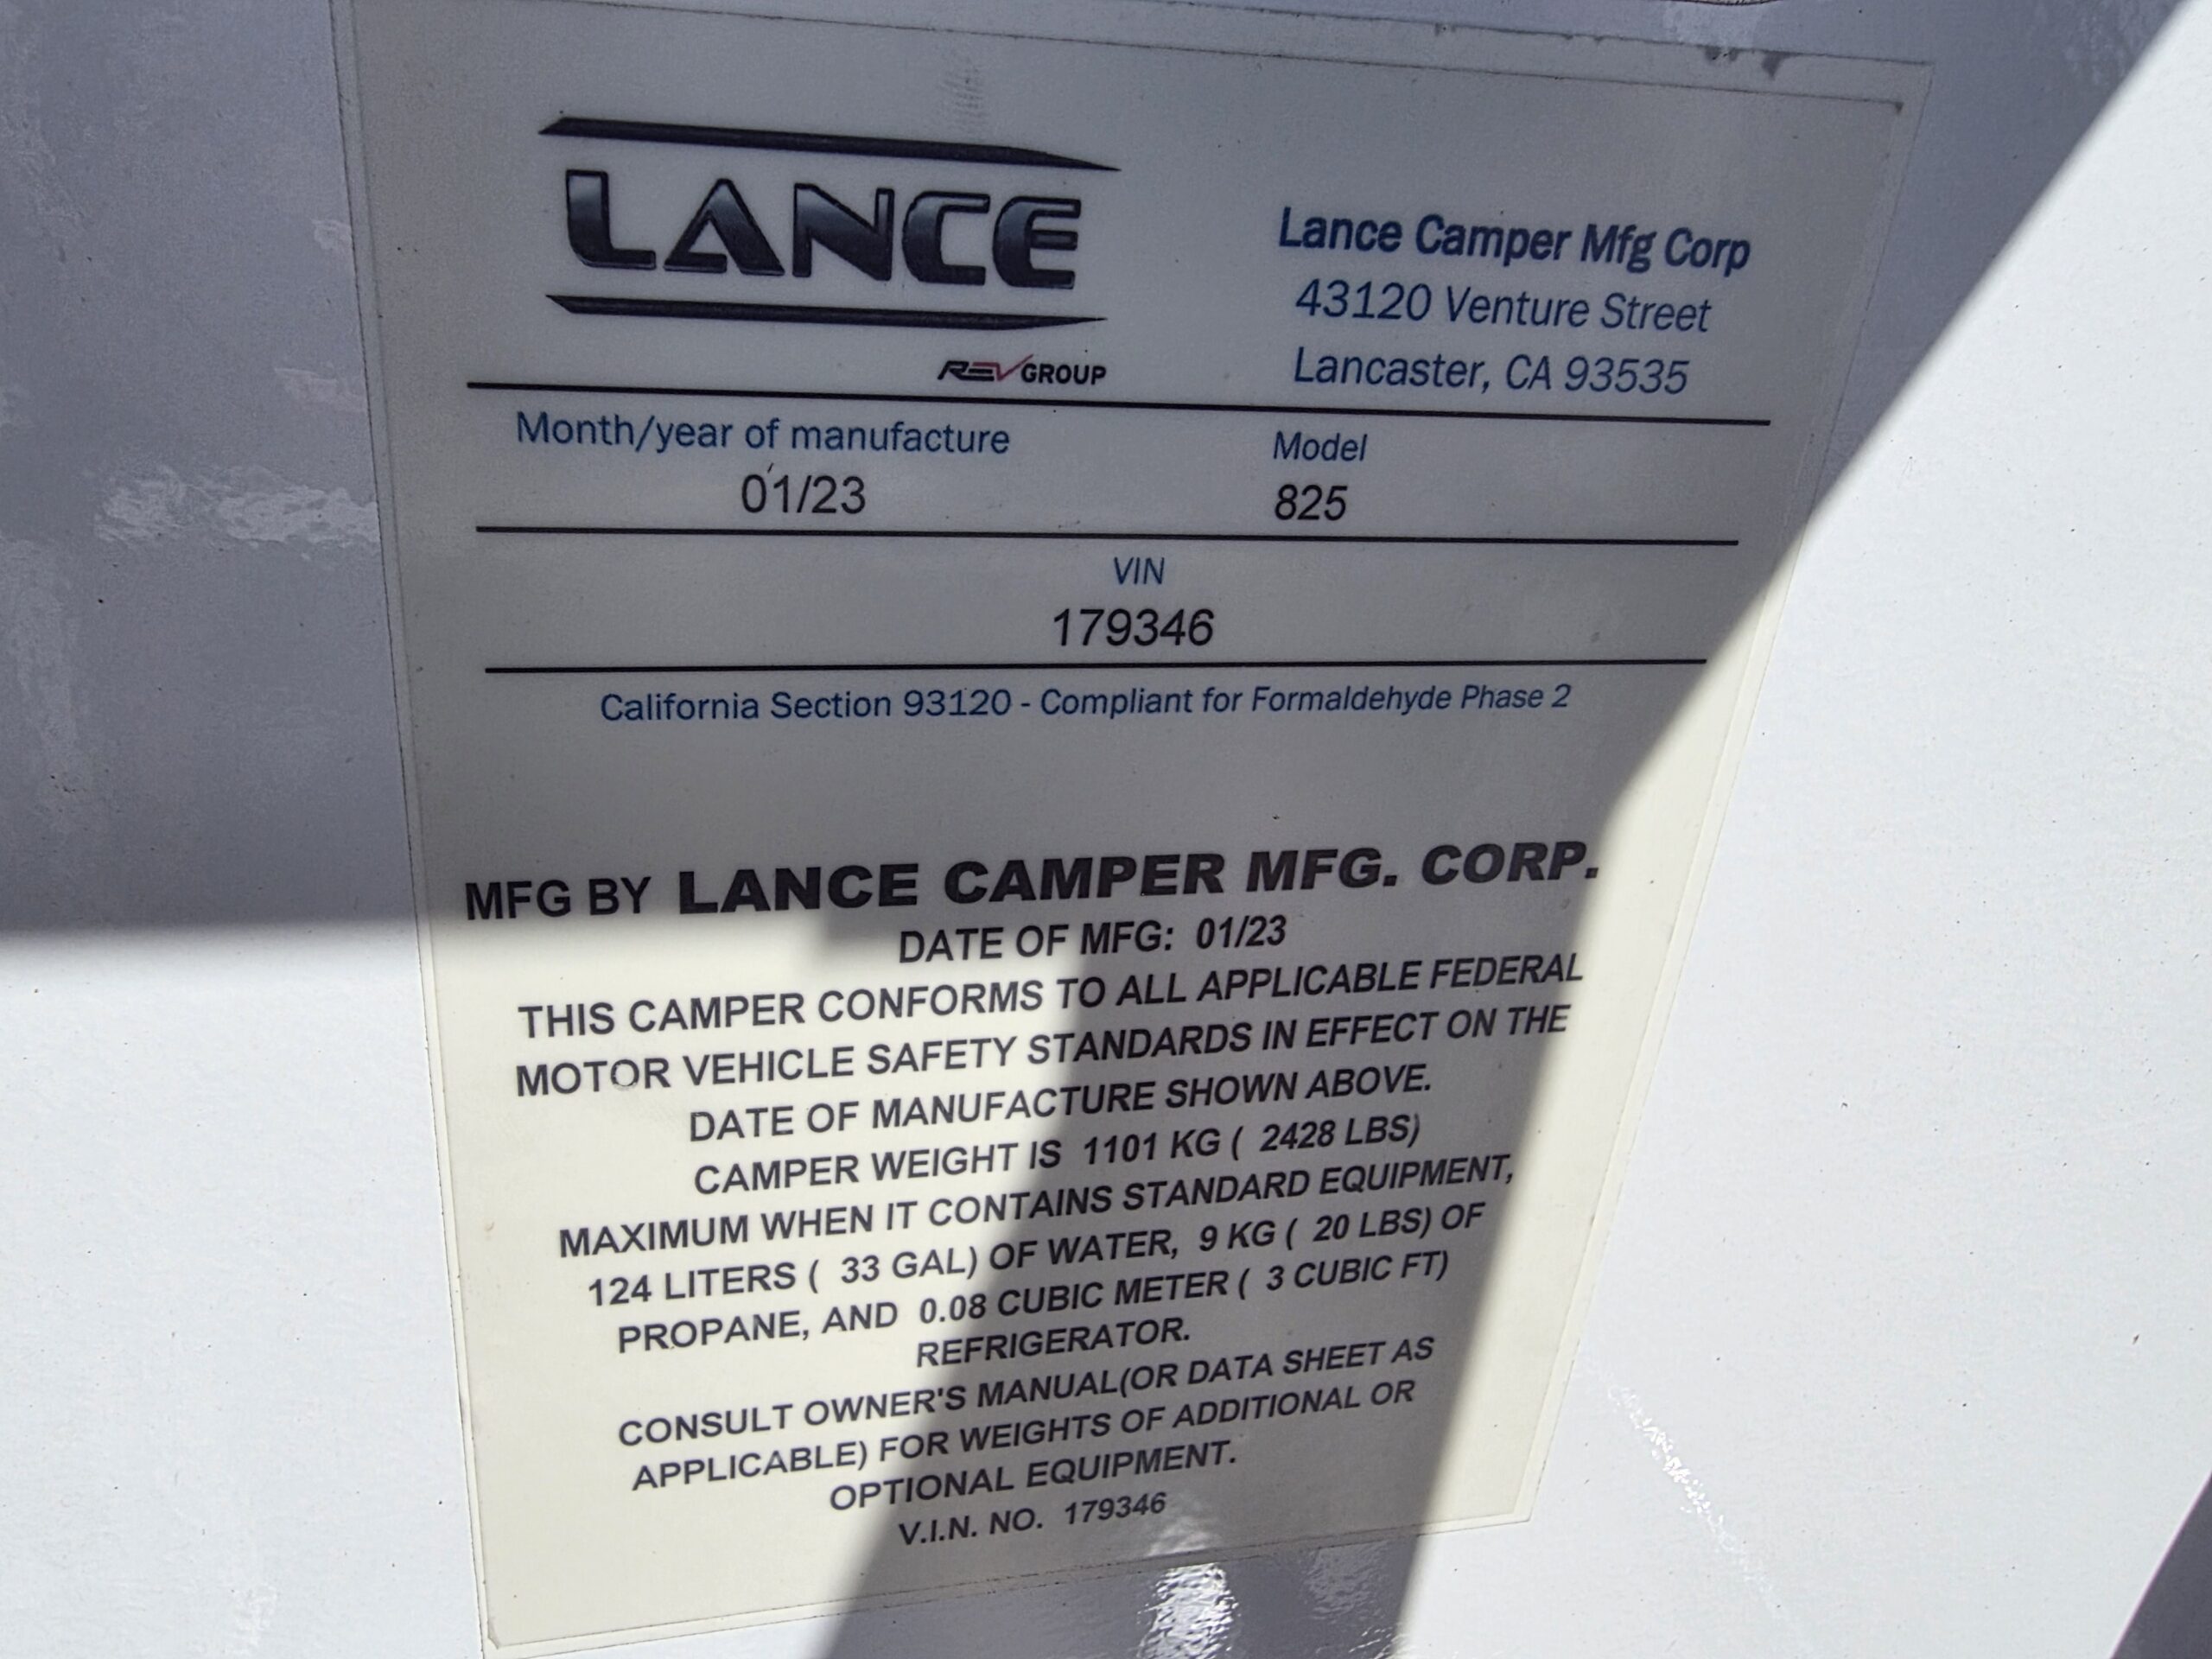 LANCE
REV GROUP
Lance Camper Mfg Corp
43120 Venture Street
Lancaster, CA 93535
Month/year of manufacture Model
01/23 825
VIN
179346
California Section 93120 - Compliant for Formaldehyde Phase 2
MFG BY LANCE CAMPER MFG. CORP.
DATE OF MFG: 01/23
THIS CAMPER CONFORMS TO ALL APPLICABLE FEDERAL
MOTOR VEHICLE SAFETY STANDARDS IN EFFECT ON THE
DATE OF MANUFACTURE SHOWN ABOVE.
CAMPER WEIGHT IS 1101 KG ( 2428 LBS)
MAXIMUM WHEN IT CONTAINS STANDARD EQUIPMENT,
124 LITERS ( 33 GAL) OF WATER, 9 KG ( 20 LBS) OF
PROPANE, AND 0.08 CUBIC METER ( 3 CUBIC FT)
REFRIGERATOR.
CONSULT OWNER'S MANUAL(OR DATA SHEET AS
APPLICABLE) FOR WEIGHTS OF ADDITIONAL OR
OPTIONAL EQUIPMENT.
V.I.N. NO. 179346